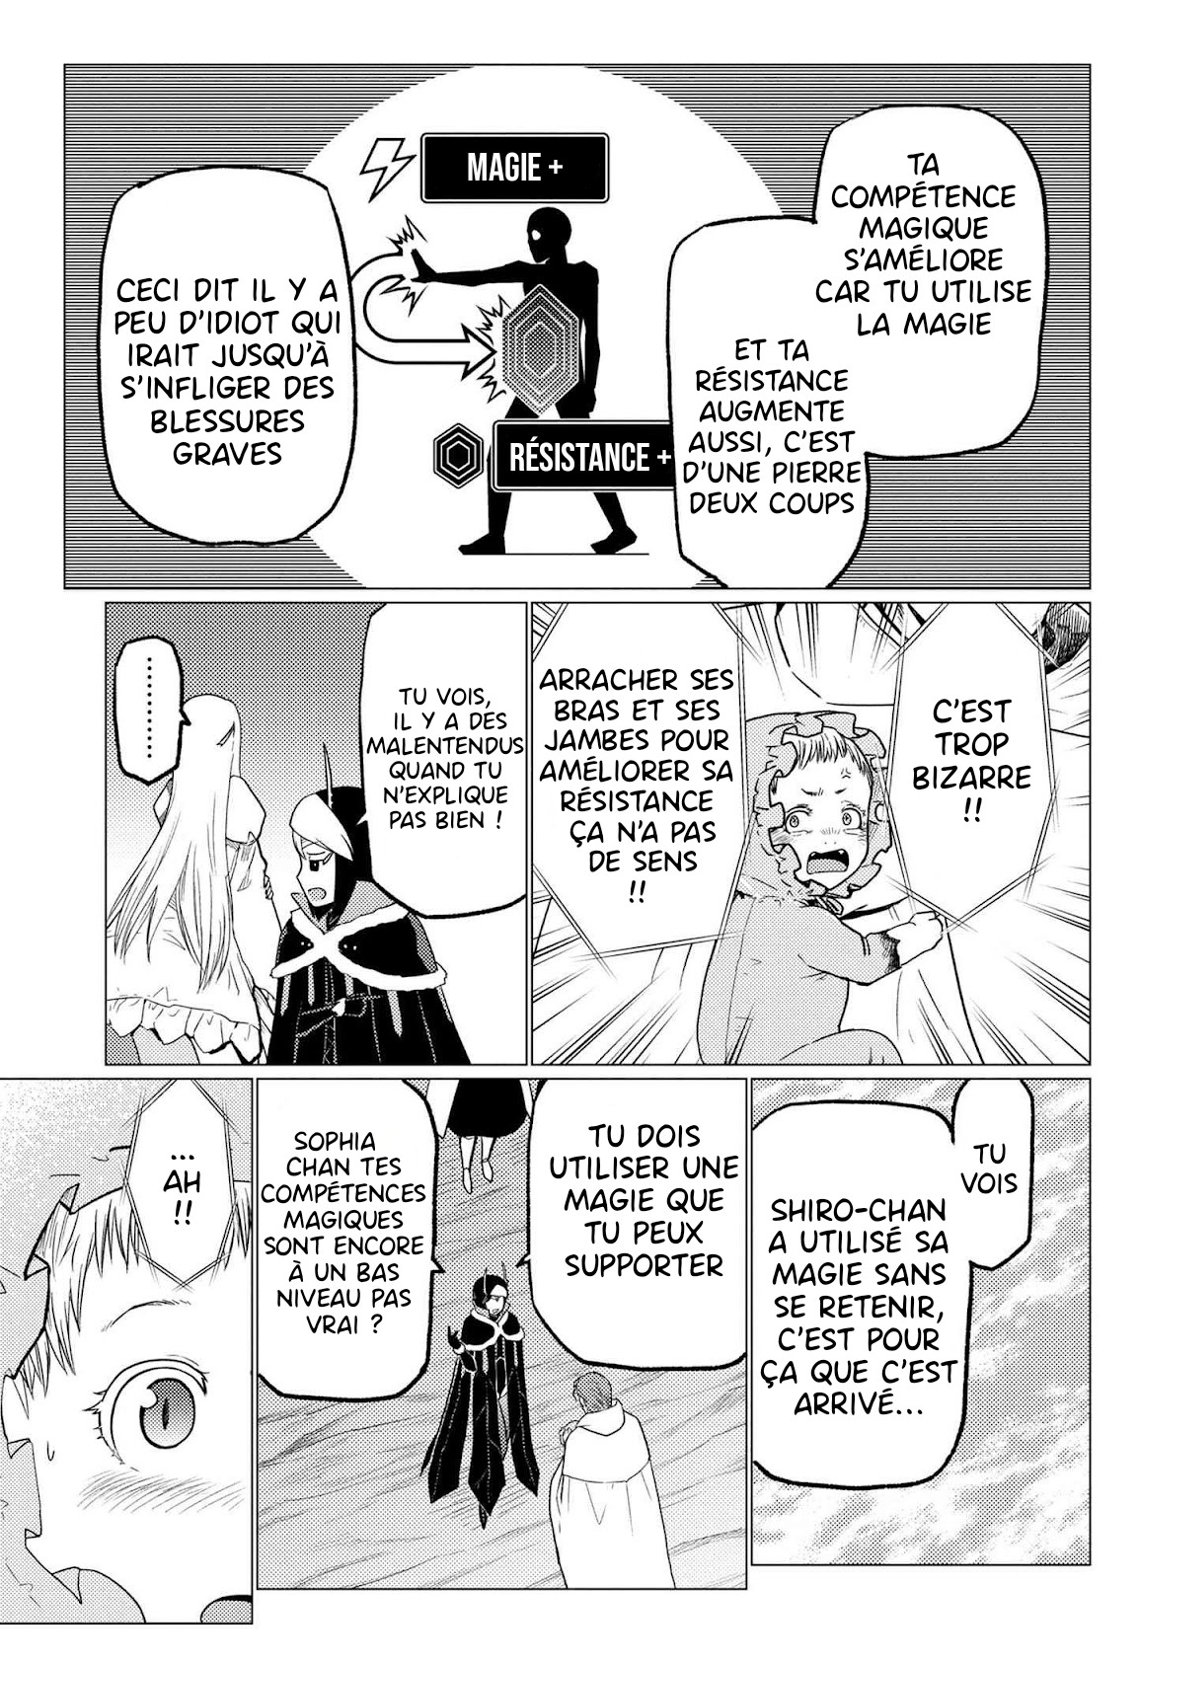 TA
COMPÉTENCE
MAGIQUE
S'AMÉLIORE
CAR TU UTILISE
LA MAGIE
ET TA
RÉSISTANCE
AUGMENTE
AUSSI, C'EST
D'UNE PIERRE
DEUX COUPS
MAGIE +
RÉSISTANCE +
CECI DIT IL Y A
PEU D'IDIOT QUI
IRAIT JUSQU'À
S'INFLIGER DES
BLESSURES
GRAVES
C'EST
TROP
BIZARRE
!!
ARRACHER SES
BRAS ET SES
JAMBES POUR
AMÉLIORER SA
RÉSISTANCE
ÇA N'A PAS
DE SENS
!!
TU VOIS,
IL Y A DES
MALENTENDUS
QUAND TU
N'EXPLIQUE
PAS BIEN !
.........
TU
VOIS
SHIRO-CHAN
A UTILISÉ SA
MAGIE SANS
SE RETENIR,
C'EST POUR
ÇA QUE C'EST
ARRIVÉ...
TU DOIS
UTILISER UNE
MAGIE QUE
TU PEUX
SUPPORTER
SOPHIA
CHAN TES
COMPÉTENCES
MAGIQUES
SONT ENCORE
À UN BAS
NIVEAU PAS
VRAI ?
...
AH
!!